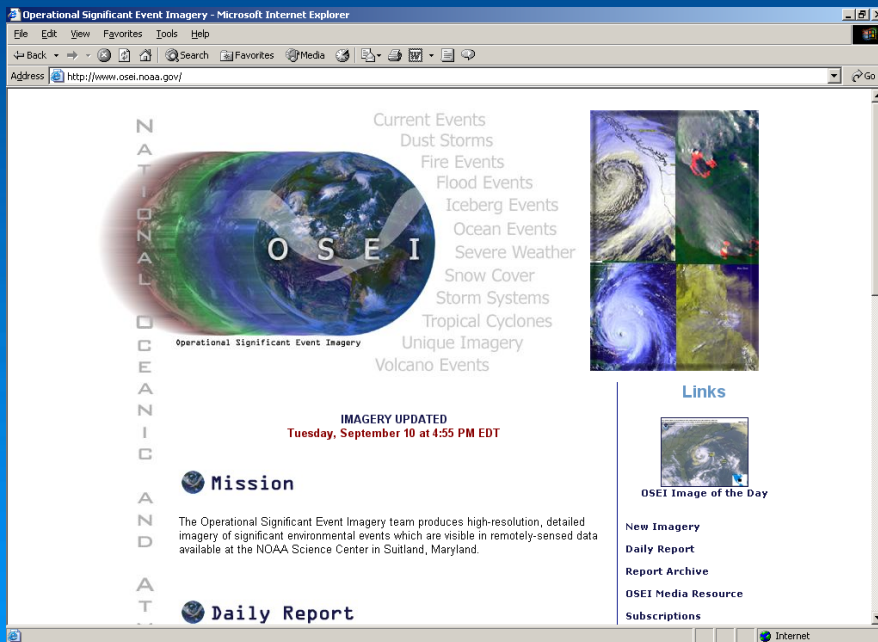 Operational Significant Event Imagery - Microsoft Internet Explorer
File Edit View Favorites Tools Help
Back Search Favorites Media
Address http://www.osei.noaa.gov/ Go
NATIONAL OCEANIC AND AT
Current Events
Dust Storms
Fire Events
Flood Events
Iceberg Events
Ocean Events
Severe Weather
Snow Cover
Storm Systems
Tropical Cyclones
Unique Imagery
Volcano Events
OSEI
Operational Significant Event Imagery
IMAGERY UPDATED
Tuesday, September 10 at 4:55 PM EDT
Mission
The Operational Significant Event Imagery team produces high-resolution, detailed
imagery of significant environmental events which are visible in remotely-sensed data
available at the NOAA Science Center in Suitland, Maryland.
Daily Report
Links
OSEI Image of the Day
New Imagery
Daily Report
Report Archive
OSEI Media Resource
Subscriptions
Internet